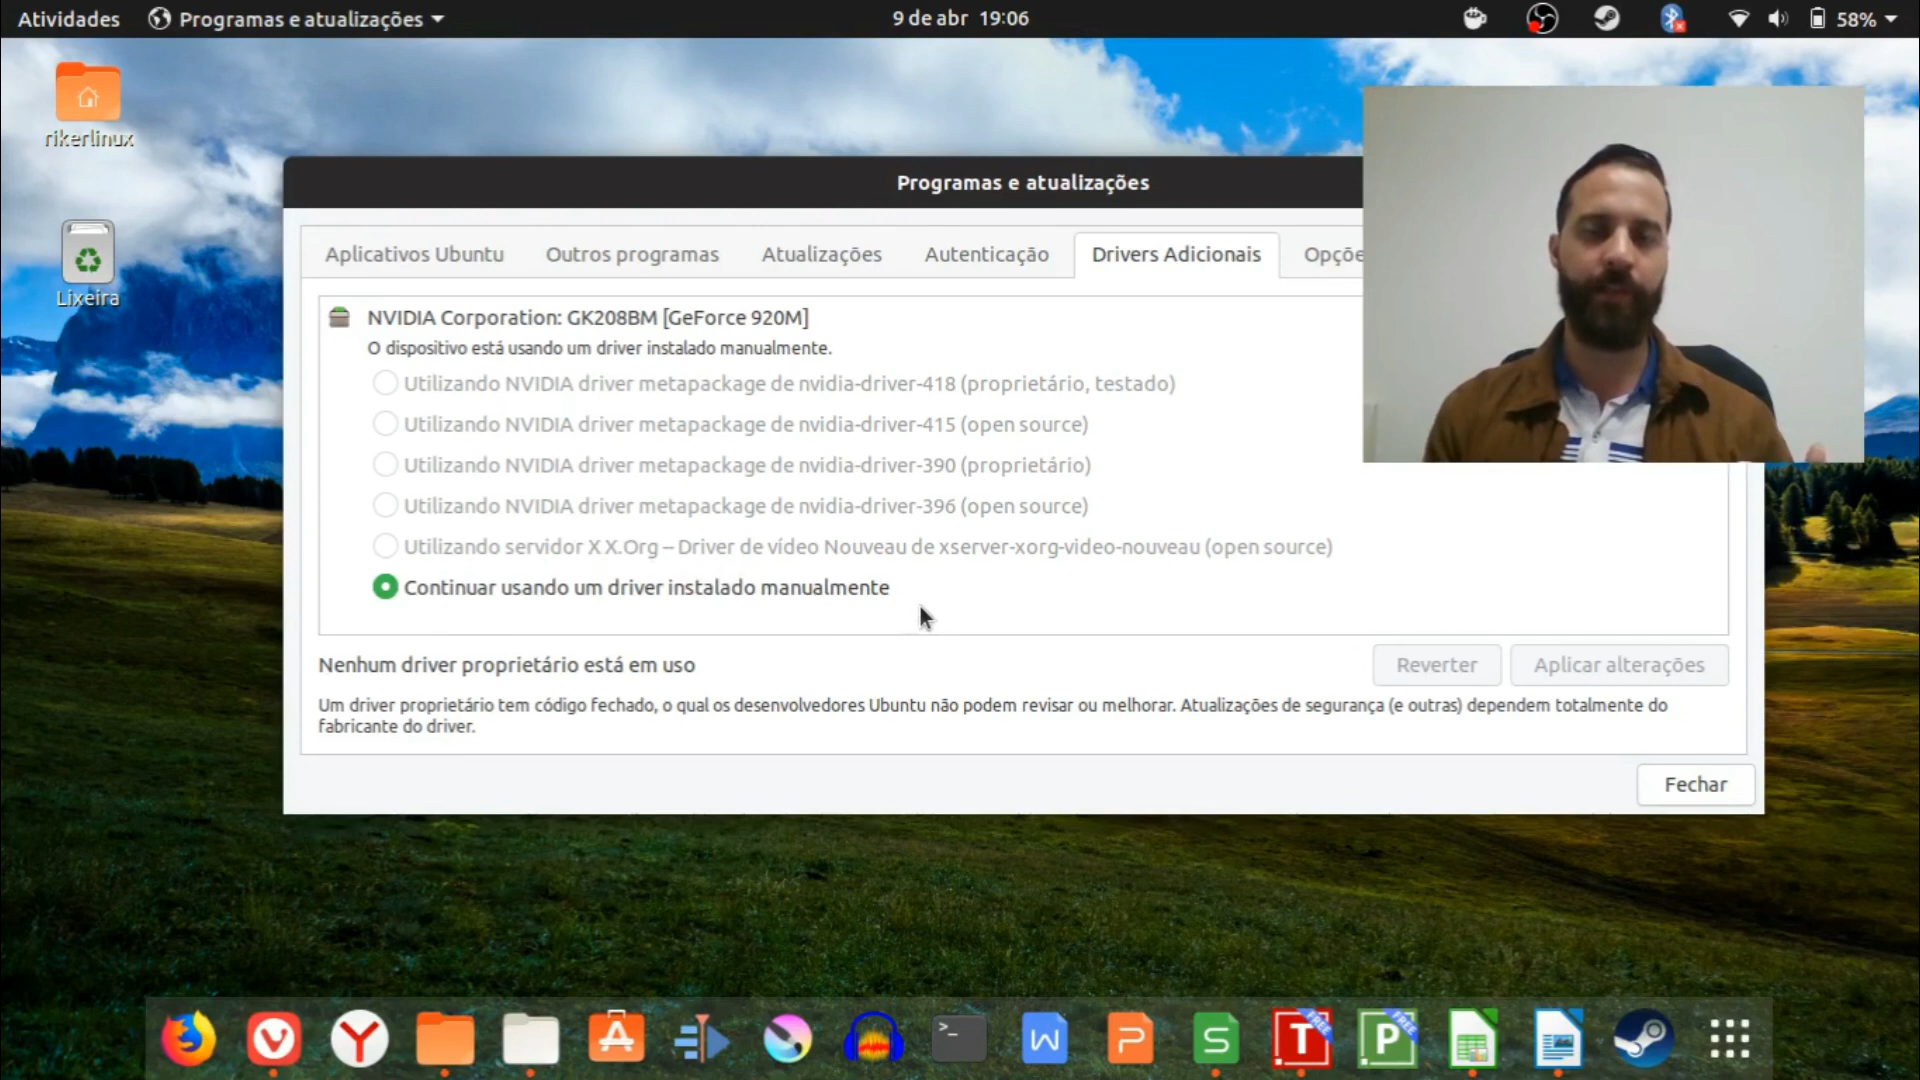 Atividades Programas e atualizações 9 de abr 19:06 58%
rikerlinux
Lixeira
Programas e atualizações
Aplicativos Ubuntu Outros programas Atualizações Autenticação Drivers Adicionais Opçõe
NVIDIA Corporation: GK208BM [GeForce 920M]
O dispositivo está usando um driver instalado manualmente.
Utilizando NVIDIA driver metapackage de nvidia-driver-418 (proprietário, testado)
Utilizando NVIDIA driver metapackage de nvidia-driver-415 (open source)
Utilizando NVIDIA driver metapackage de nvidia-driver-390 (proprietário)
Utilizando NVIDIA driver metapackage de nvidia-driver-396 (open source)
Utilizando servidor X X.Org – Driver de vídeo Nouveau de xserver-xorg-video-nouveau (open source)
Continuar usando um driver instalado manualmente
Nenhum driver proprietário está em uso
Reverter Aplicar alterações
Um driver proprietário tem código fechado, o qual os desenvolvedores Ubuntu não podem revisar ou melhorar. Atualizações de segurança (e outras) dependem totalmente do
fabricante do driver.
Fechar
W P S T FREE P FREE